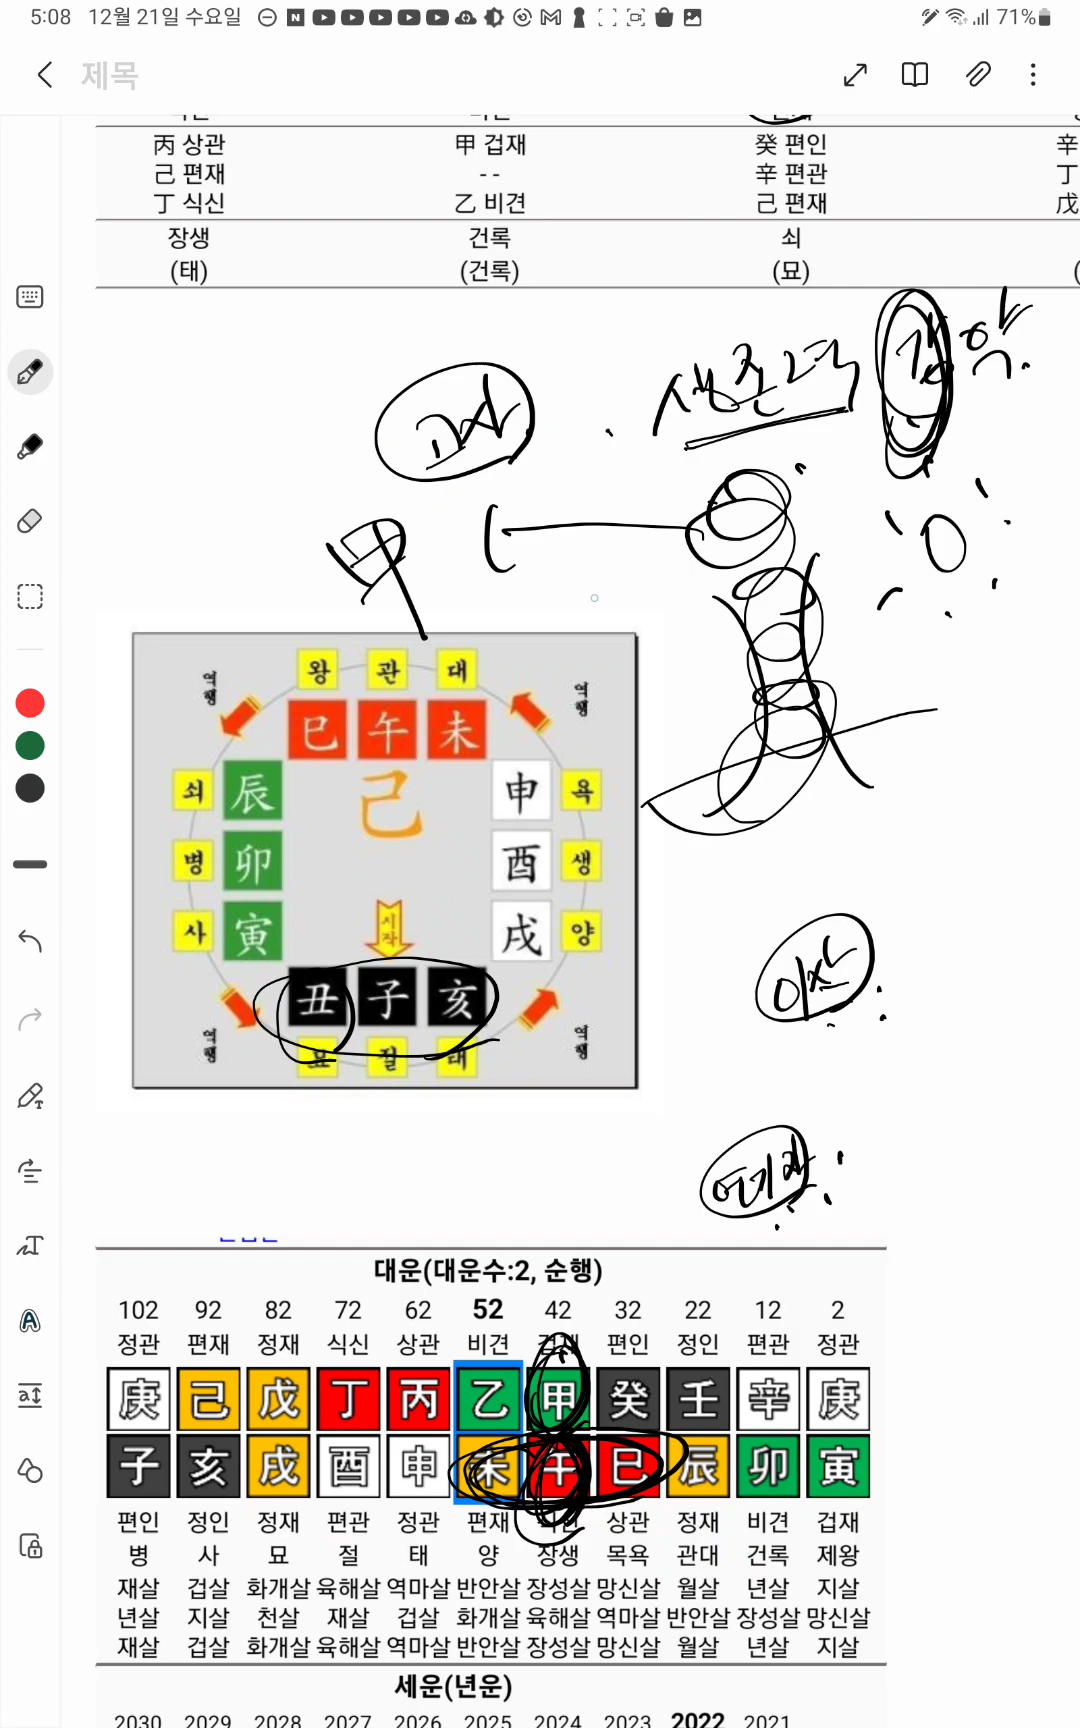 5:08 12월 21일 수요일 71%
제목
丙 상관 甲 겁재 癸 편인 辛
己 편재 -- 辛 편관 丁
丁 식신 乙 비견 己 편재 戊
장생 건록 쇠
(태) (건록) (묘) (
왕 관 대
역행 역행
巳 午 未
쇠 辰 己 申 욕
병 卯 酉 생
사 寅 시작 戌 양
丑 子 亥
역행 역행
묘 절 태
대운(대운수:2, 순행)
102 92 82 72 62 52 42 32 22 12 2
정관 편재 정재 식신 상관 비견 겁재 편인 정인 편관 정관
庚 己 戊 丁 丙 乙 甲 癸 壬 辛 庚
子 亥 戌 酉 申 未 午 巳 辰 卯 寅
편인 정인 정재 편관 정관 편재 식신 상관 정재 비견 겁재
병 사 묘 절 태 양 장생 목욕 관대 건록 제왕
재살 겁살 화개살 육해살 역마살 반안살 장성살 망신살 월살 년살 지살
년살 지살 천살 재살 겁살 화개살 육해살 역마살 반안살 장성살 망신살
재살 겁살 화개살 육해살 역마살 반안살 장성살 망신살 월살 년살 지살
세운(년운)
2030 2029 2028 2027 2026 2025 2024 2023 2022 2021